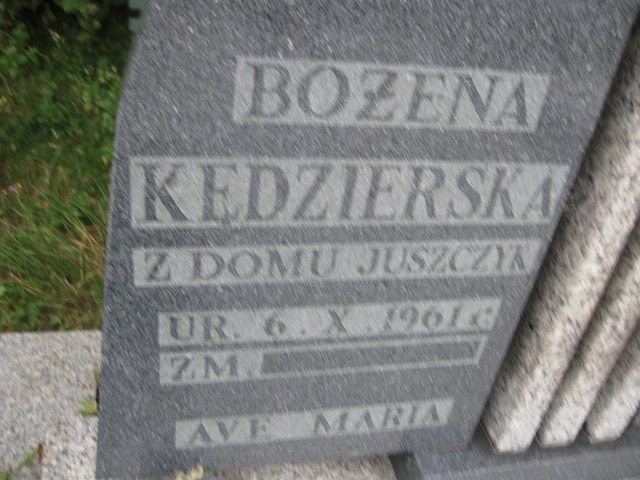 BOŻENA
KĘDZIERSKA
Z DOMU JUSZCZYK
UR. 6. X. 1961 r.
ZM.
AVE MARIA